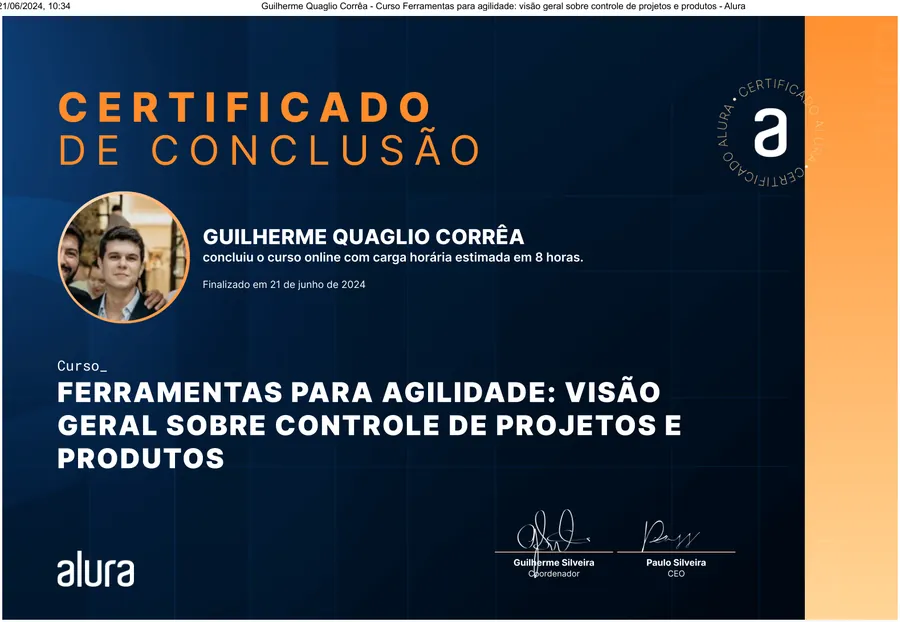 21/06/2024, 10:34
Guilherme Quaglio Corrêa - Curso Ferramentas para agilidade: visão geral sobre controle de projetos e produtos - Alura
CERTIFICADO
DE CONCLUSÃO
CERTIFICADO ALURA • CERTIFICADO ALURA •
a
GUILHERME QUAGLIO CORRÊA
concluiu o curso online com carga horária estimada em 8 horas.
Finalizado em 21 de junho de 2024
Curso_
FERRAMENTAS PARA AGILIDADE: VISÃO
GERAL SOBRE CONTROLE DE PROJETOS E
PRODUTOS
alura
Guilherme Silveira
Coordenador
Paulo Silveira
CEO